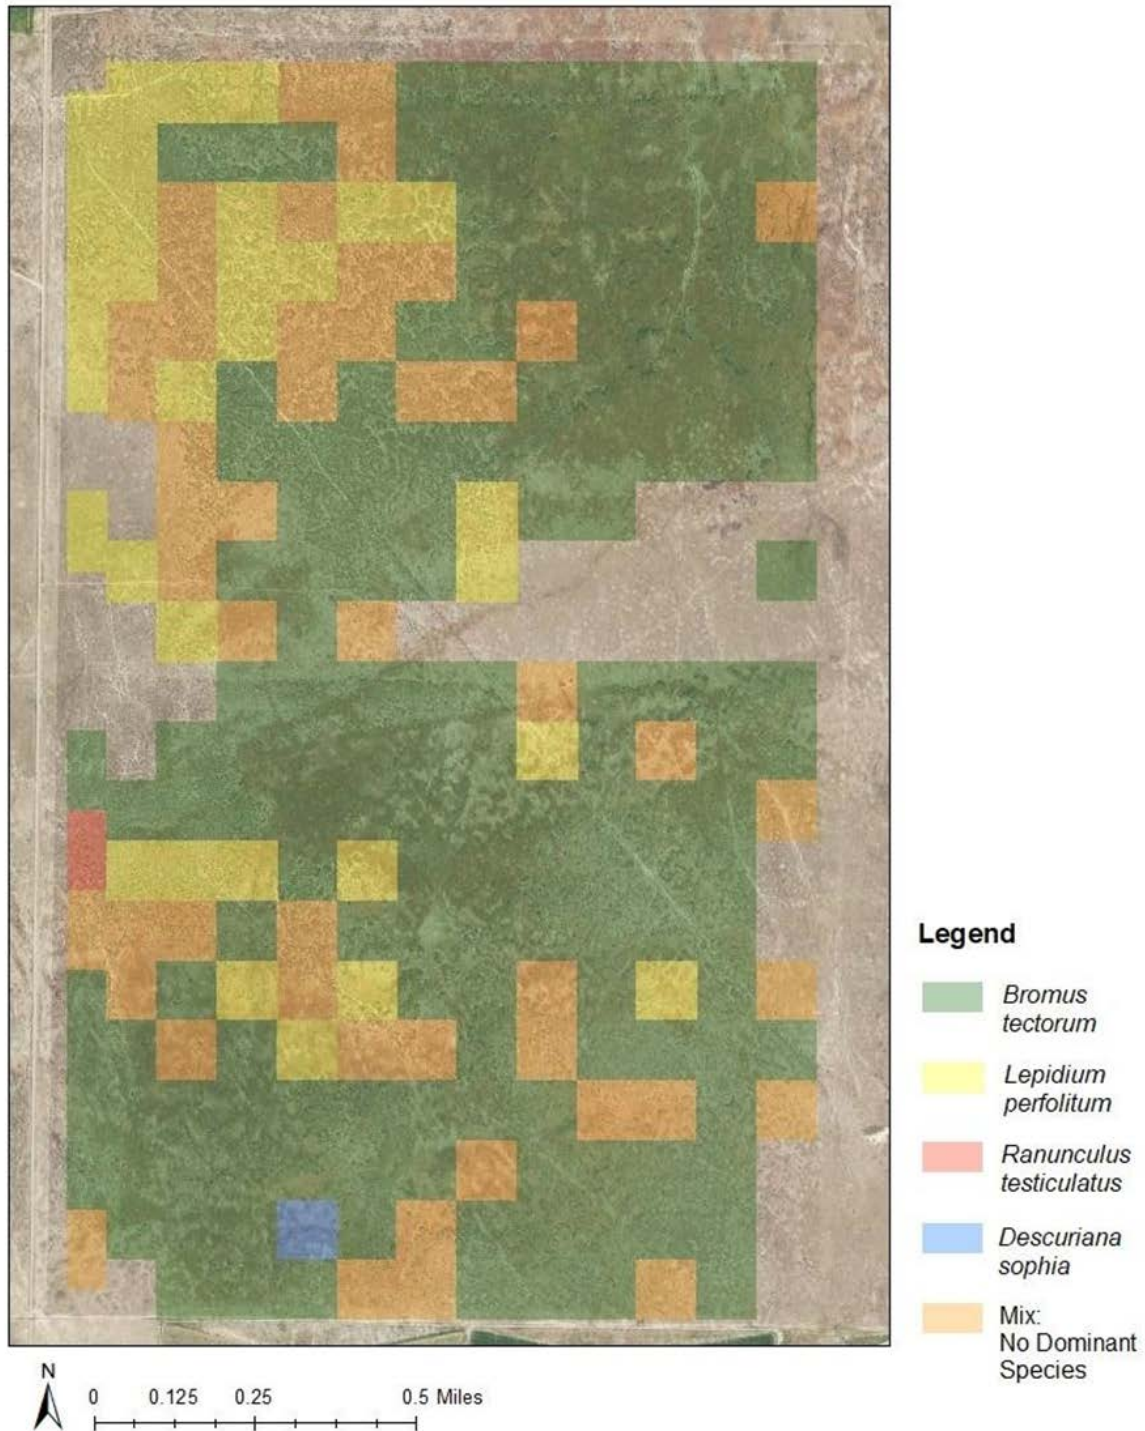 Legend
Bromus
tectorum
Lepidium
perfolitum
Ranunculus
testiculatus
Descuriana
sophia
Mix:
No Dominant
Species
N
0 0.125 0.25 0.5 Miles